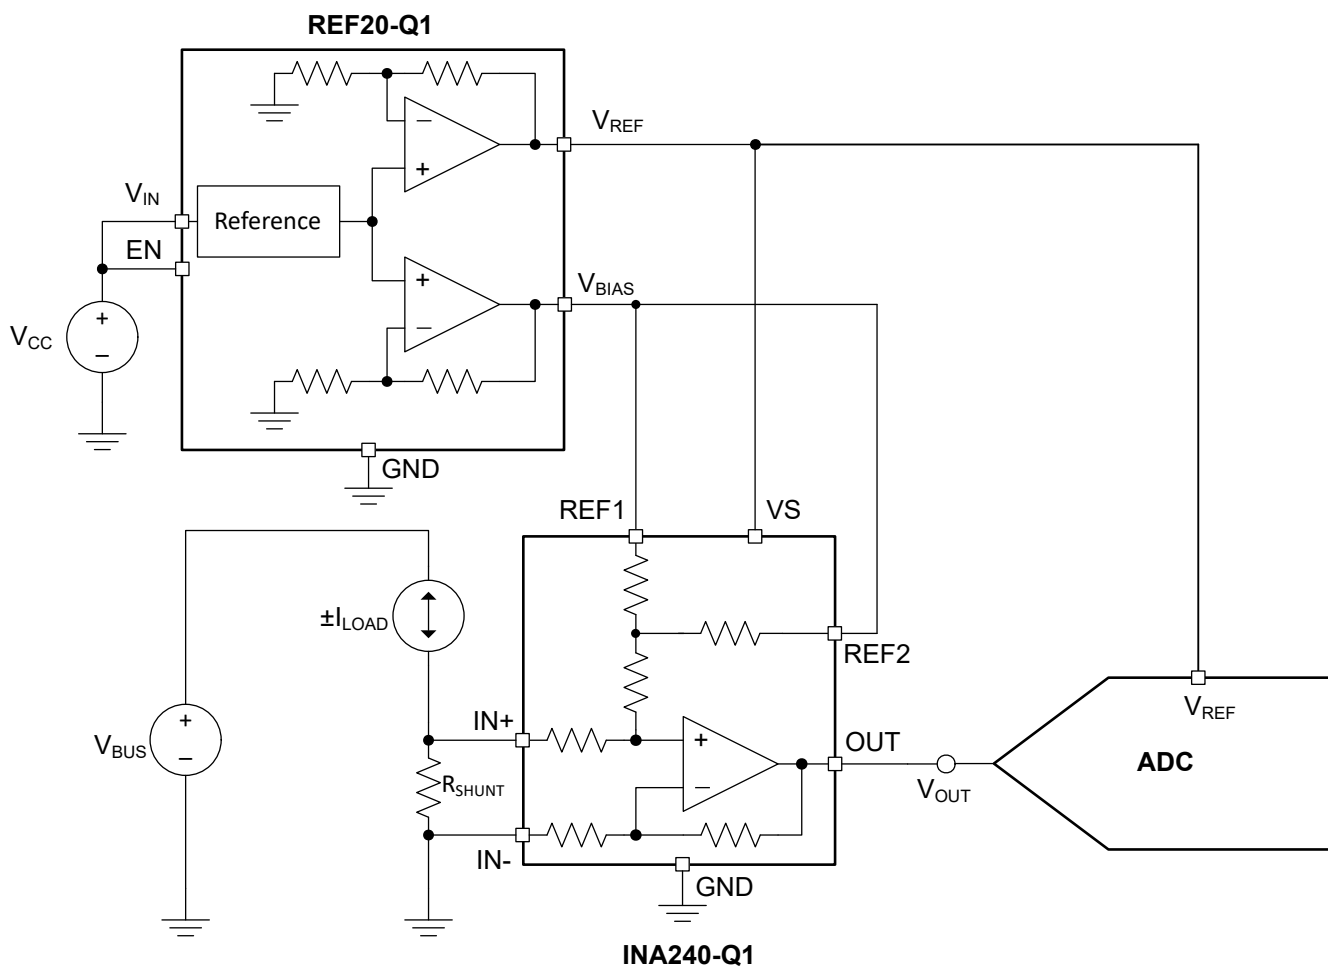 REF20-Q1
V_REF
V_IN
Reference
EN
V_BIAS
V_CC
GND
REF1
VS
±I_LOAD
REF2
IN+
V_REF
V_BUS
R_SHUNT
OUT
ADC
V_OUT
IN-
GND
INA240-Q1